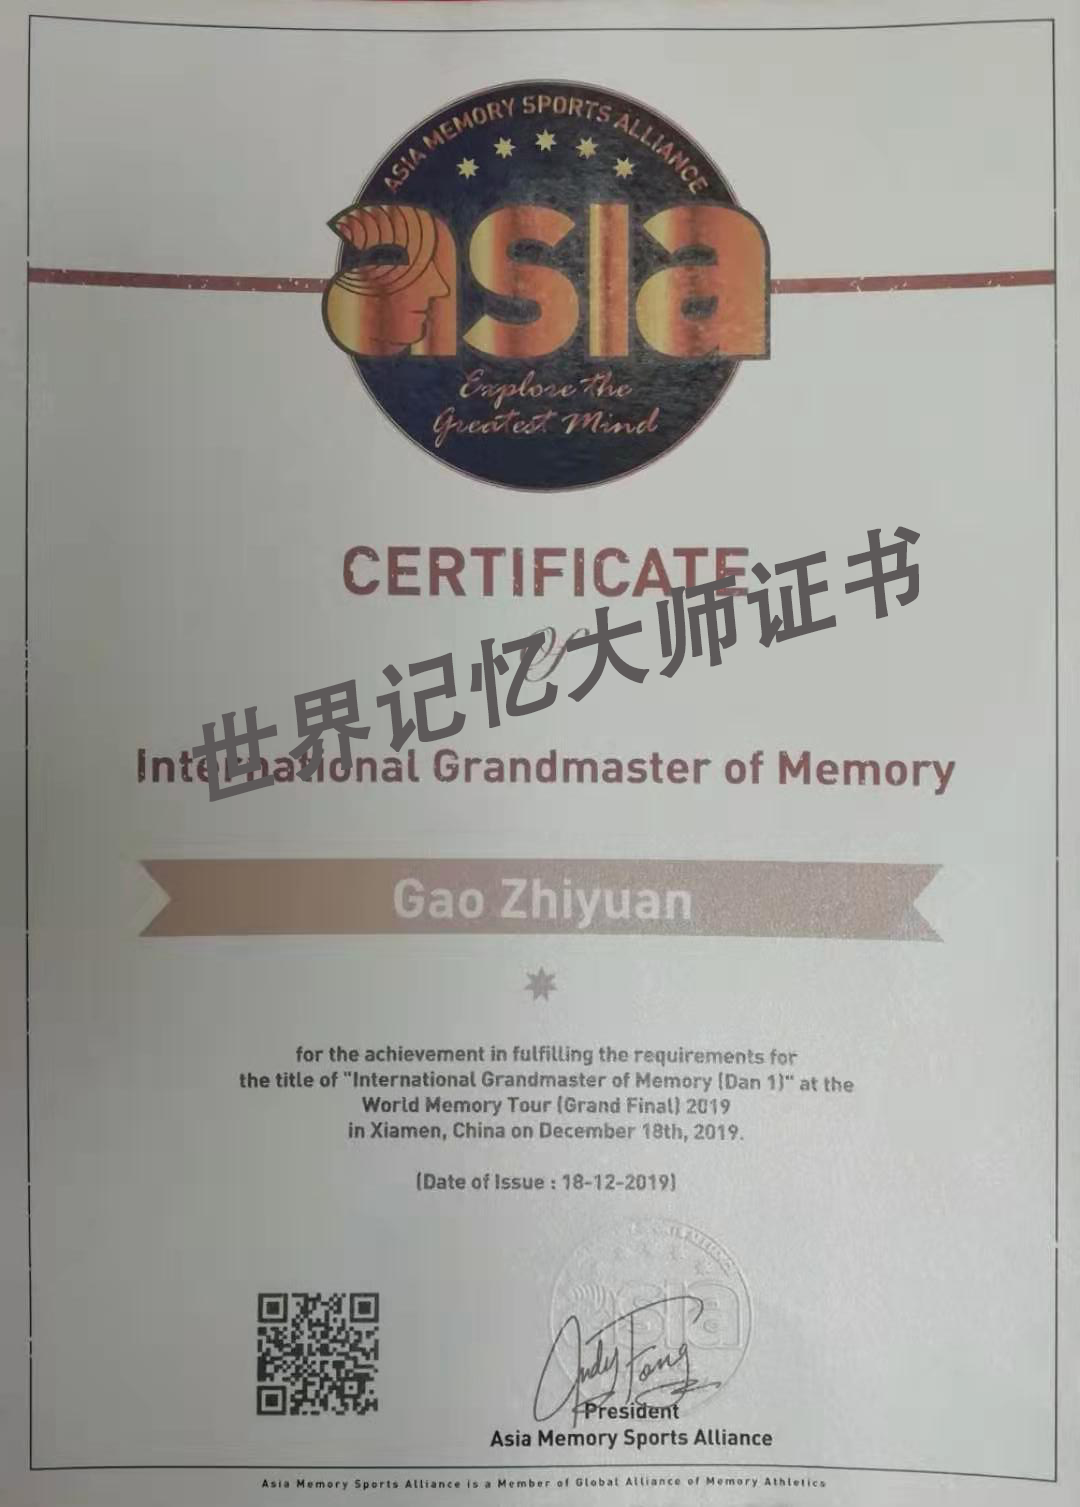 ASIA MEMORY SPORTS ALLIANCE
asia
Explore the
Greatest Mind
CERTIFICATE
Of
世界记忆大师证书
International Grandmaster of Memory
Gao Zhiyuan
for the achievement in fulfilling the requirements for
the title of "International Grandmaster of Memory (Dan 1)" at the
World Memory Tour (Grand Final) 2019
in Xiamen, China on December 18th, 2019.
(Date of Issue : 18-12-2019)
asia
Judy Fong
President
Asia Memory Sports Alliance
Asia Memory Sports Alliance is a Member of Global Alliance of Memory Athletics